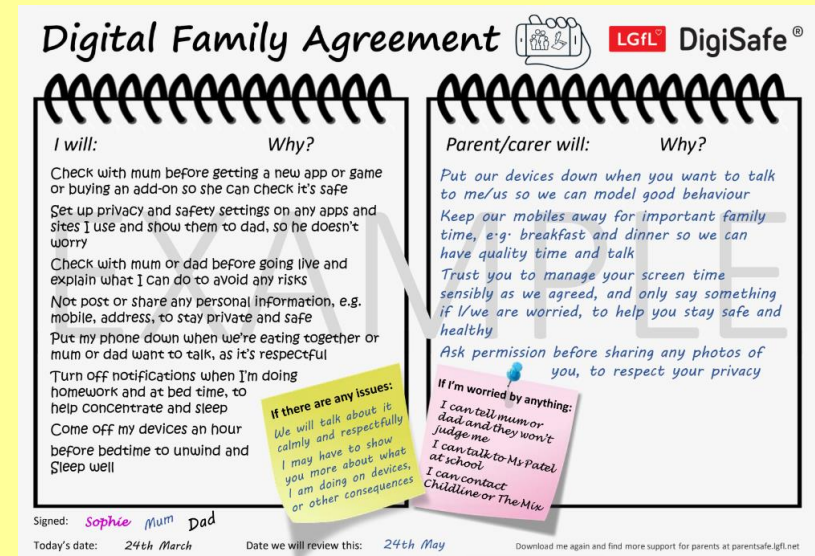 Digital Family Agreement
LGfL DigiSafe®
I will: Why?
Check with mum before getting a new app or game
or buying an add-on so she can check it's safe
Set up privacy and safety settings on any apps and
sites I use and show them to dad, so he doesn't
worry
Check with mum or dad before going live and
explain what I can do to avoid any risks
Not post or share any personal information, e.g.
mobile, address, to stay private and safe
Put my phone down when we're eating together or
mum or dad want to talk, as it's respectful
Turn off notifications when I'm doing
homework and at bed time, to
help concentrate and sleep
Come off my devices an hour
before bedtime to unwind and
Sleep well
If there are any issues:
We will talk about it
calmly and respectfully
I may have to show
you more about what
I am doing on devices,
or other consequences
Parent/carer will: Why?
Put our devices down when you want to talk
to me/us so we can model good behaviour
Keep our mobiles away for important family
time, e.g. breakfast and dinner so we can
have quality time and talk
Trust you to manage your screen time
sensibly as we agreed, and only say something
if I/we are worried, to help you stay safe and
healthy
Ask permission before sharing any photos of
you, to respect your privacy
If I'm worried by anything:
I can tell mum or
dad and they won't
judge me
I can talk to Ms Patel
at school
I can contact
Childline or The Mix
EXAMPLE
Signed: Sophie Mum Dad
Today's date: 24th March Date we will review this: 24th May
Download me again and find more support for parents at parentsafe.lgfl.net